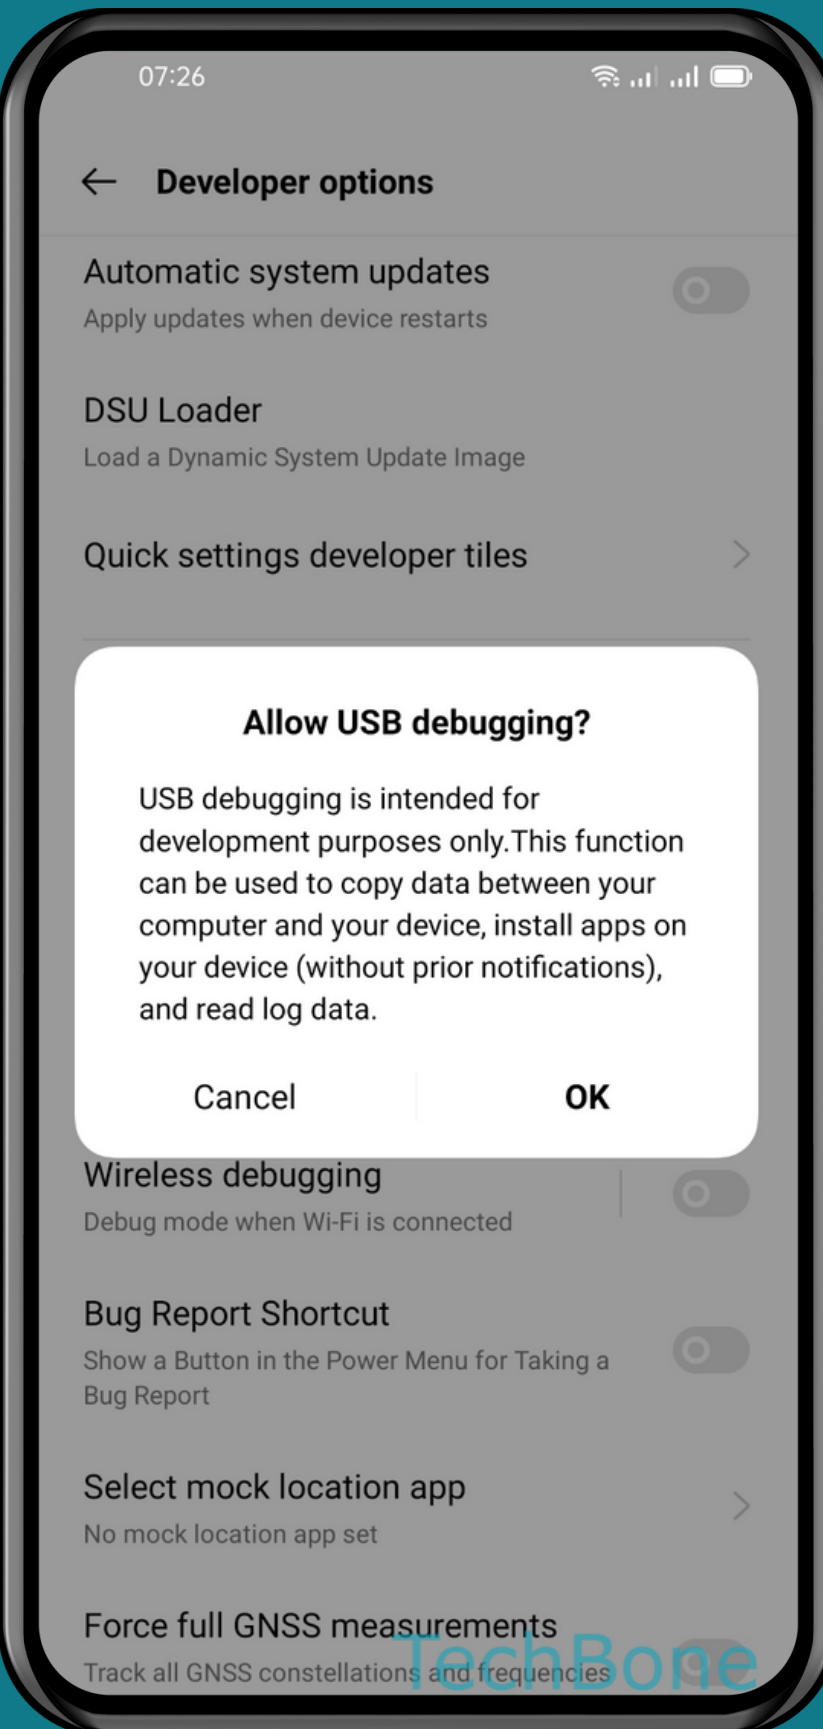 07:26
Developer options
Automatic system updates
Apply updates when device restarts
DSU Loader
Load a Dynamic System Update Image
Quick settings developer tiles
Allow USB debugging?
USB debugging is intended for
development purposes only.This function
can be used to copy data between your
computer and your device, install apps on
your device (without prior notifications),
and read log data.
Cancel
OK
Wireless debugging
Debug mode when Wi-Fi is connected
Bug Report Shortcut
Show a Button in the Power Menu for Taking a
Bug Report
Select mock location app
No mock location app set
Force full GNSS measurements
Track all GNSS constellations and frequencies
TechBone